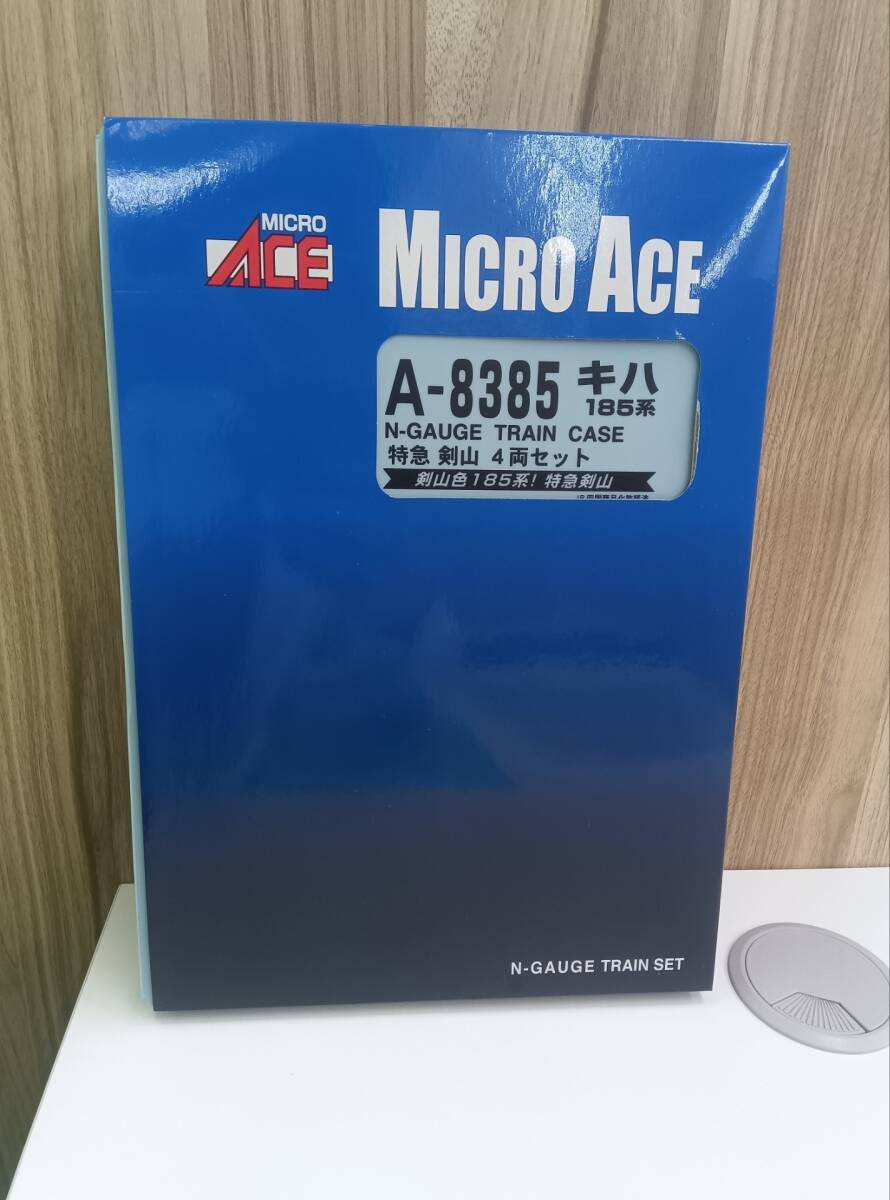 MICRO
ACE
MICRO ACE
A-8385 キハ
185系
N-GAUGE TRAIN CASE
特急 剣山 4両セット
剣山色185系! 特急剣山
N-GAUGE TRAIN SET